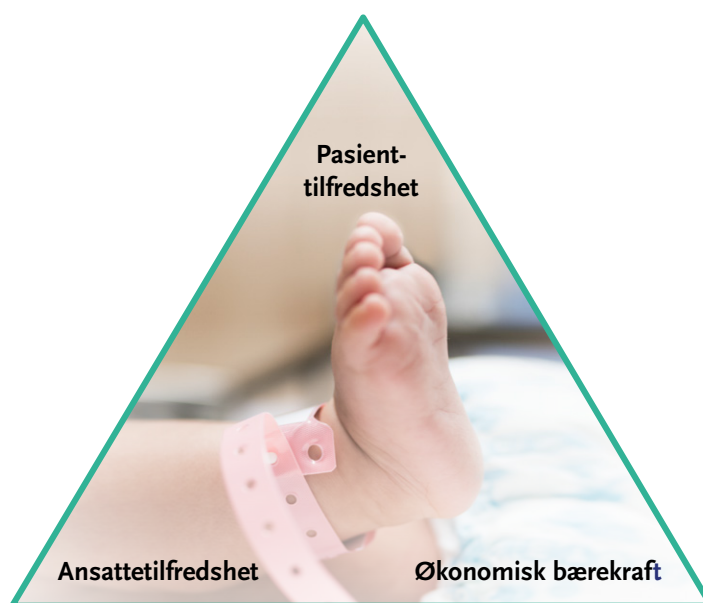 Pasient-
tilfredshet
Ansattetilfredshet
Økonomisk bærekraft